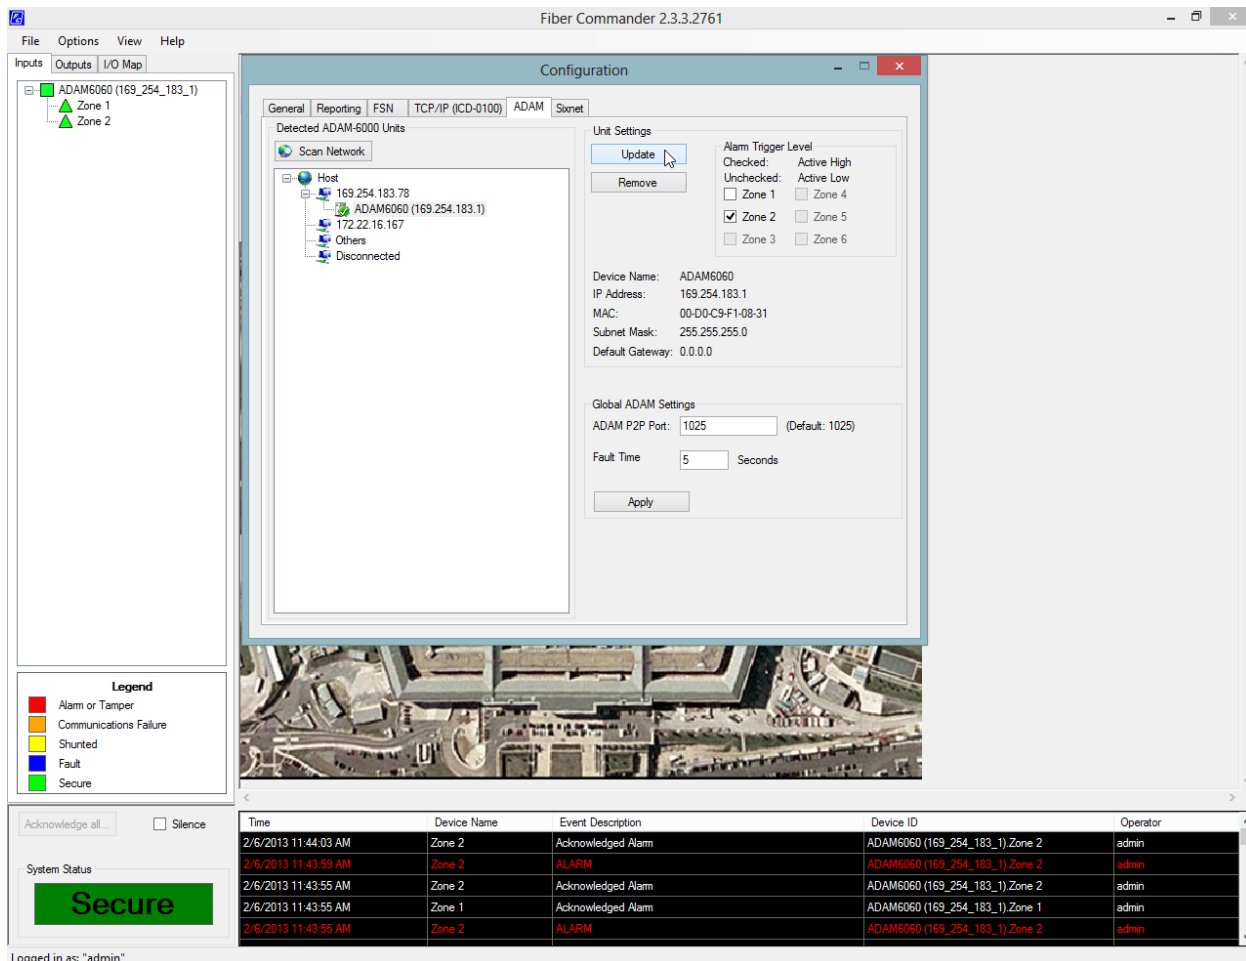 Fiber Commander 2.3.3.2761
File Options View Help
Inputs Outputs I/O Map
ADAM6060 (169_254_183_1)
Zone 1
Zone 2
Configuration
General Reporting FSN TCP/IP (ICD-0100) ADAM Sixnet
Detected ADAM-6000 Units
Scan Network
Host
169.254.183.78
ADAM6060 (169.254.183.1)
172.22.16.167
Others
Disconnected
Unit Settings
Update
Remove
Alarm Trigger Level
Checked: Active High
Unchecked: Active Low
Zone 1 Zone 4
Zone 2 Zone 5
Zone 3 Zone 6
Device Name: ADAM6060
IP Address: 169.254.183.1
MAC: 00-D0-C9-F1-08-31
Subnet Mask: 255.255.255.0
Default Gateway: 0.0.0.0
Global ADAM Settings
ADAM P2P Port: 1025 (Default: 1025)
Fault Time 5 Seconds
Apply
Legend
Alarm or Tamper
Communications Failure
Shunted
Fault
Secure
Acknowledge all... Silence
System Status
Secure
Time Device Name Event Description Device ID Operator
2/6/2013 11:44:03 AM Zone 2 Acknowledged Alarm ADAM6060 (169_254_183_1).Zone 2 admin
2/6/2013 11:43:59 AM Zone 2 ALARM ADAM6060 (169_254_183_1).Zone 2 admin
2/6/2013 11:43:55 AM Zone 2 Acknowledged Alarm ADAM6060 (169_254_183_1).Zone 2 admin
2/6/2013 11:43:55 AM Zone 1 Acknowledged Alarm ADAM6060 (169_254_183_1).Zone 1 admin
2/6/2013 11:43:55 AM Zone 2 ALARM ADAM6060 (169_254_183_1).Zone 2 admin
Logged in as: "admin"